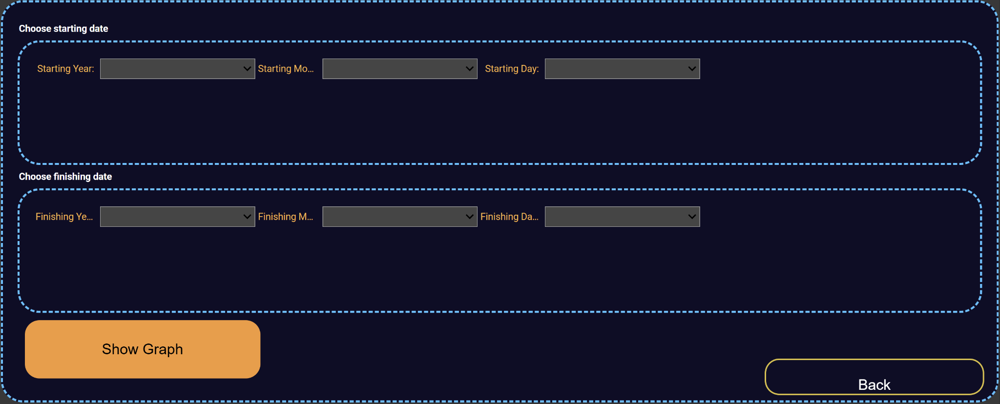 Choose starting date
Starting Year: Starting Mo... Starting Day:
Choose finishing date
Finishing Ye... Finishing M... Finishing Da...
Show Graph
Back